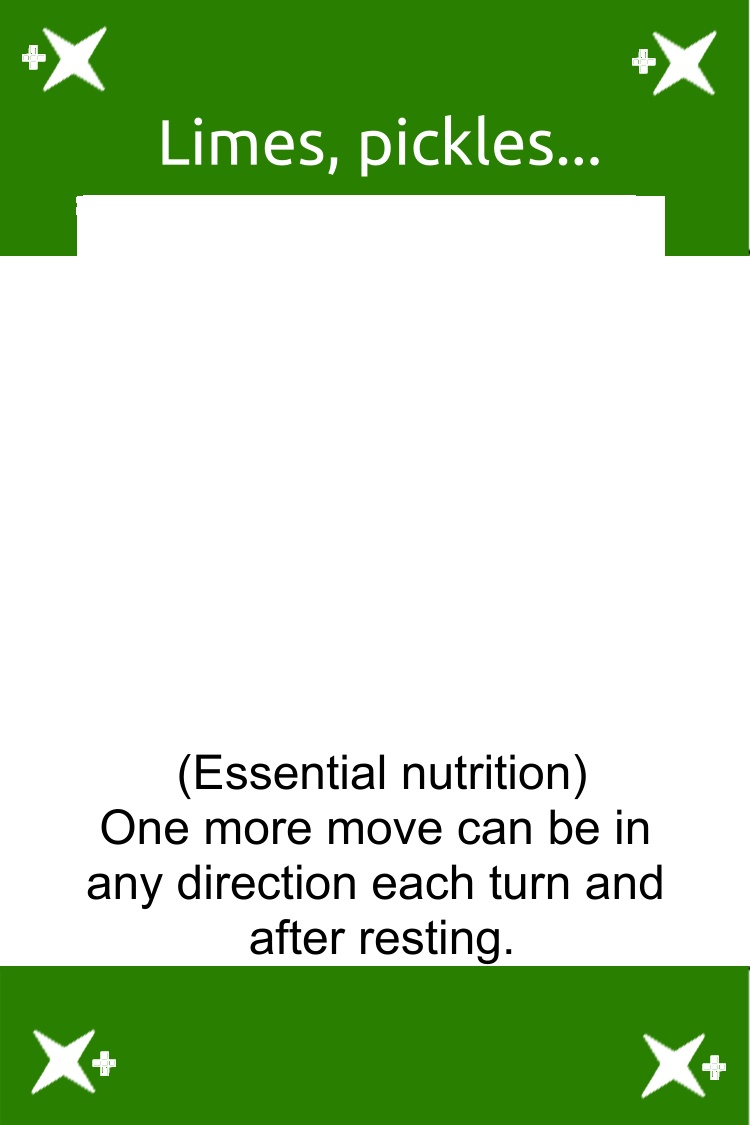 Limes, pickles...
(Essential nutrition)
One more move can be in
any direction each turn and
after resting.